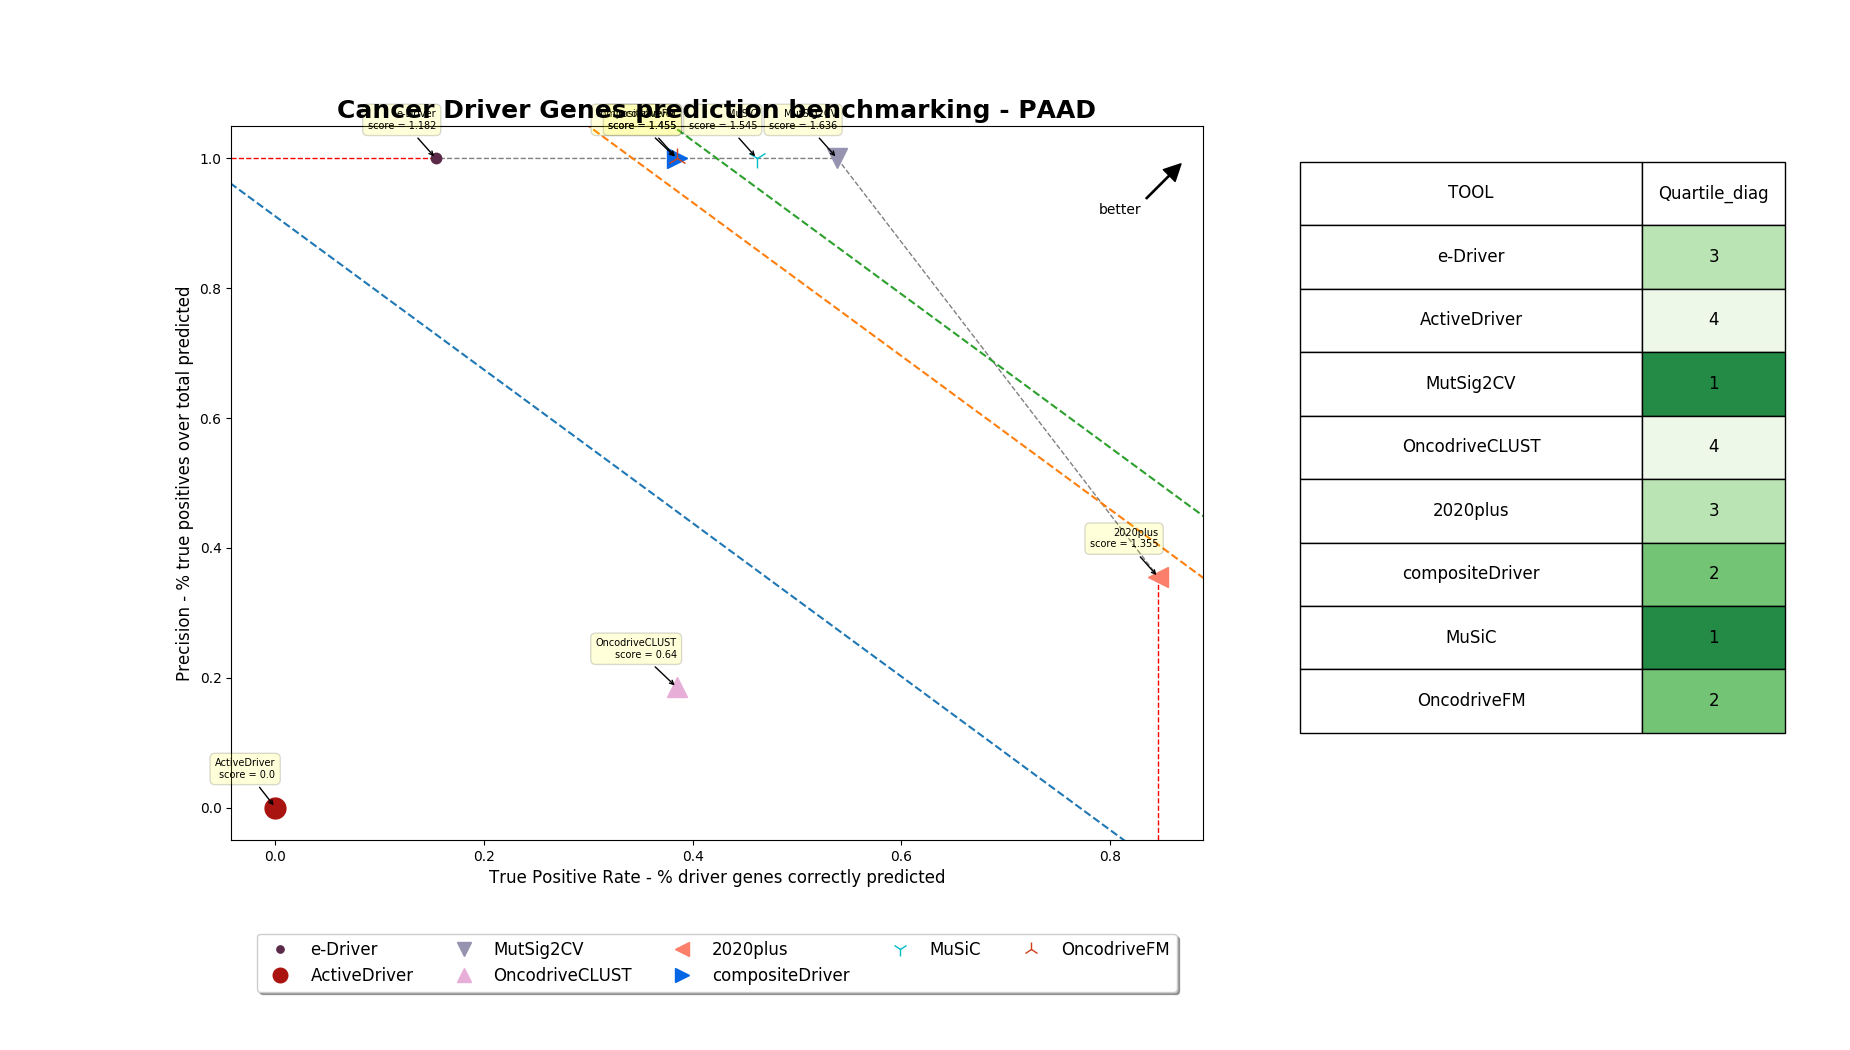 Cancer Driver Genes prediction benchmarking - PAAD
e-Driver
score = 1.182
score = 1.455
MuSiC
score = 1.545
MutSig2CV
score = 1.636
better
2020plus
score = 1.355
OncodriveCLUST
score = 0.64
ActiveDriver
score = 0.0
Precision - % true positives over total predicted
1.0
0.8
0.6
0.4
0.2
0.0
0.0 0.2 0.4 0.6 0.8
True Positive Rate - % driver genes correctly predicted
e-Driver MutSig2CV 2020plus MuSiC OncodriveFM
ActiveDriver OncodriveCLUST compositeDriver
TOOL Quartile_diag
e-Driver 3
ActiveDriver 4
MutSig2CV 1
OncodriveCLUST 4
2020plus 3
compositeDriver 2
MuSiC 1
OncodriveFM 2